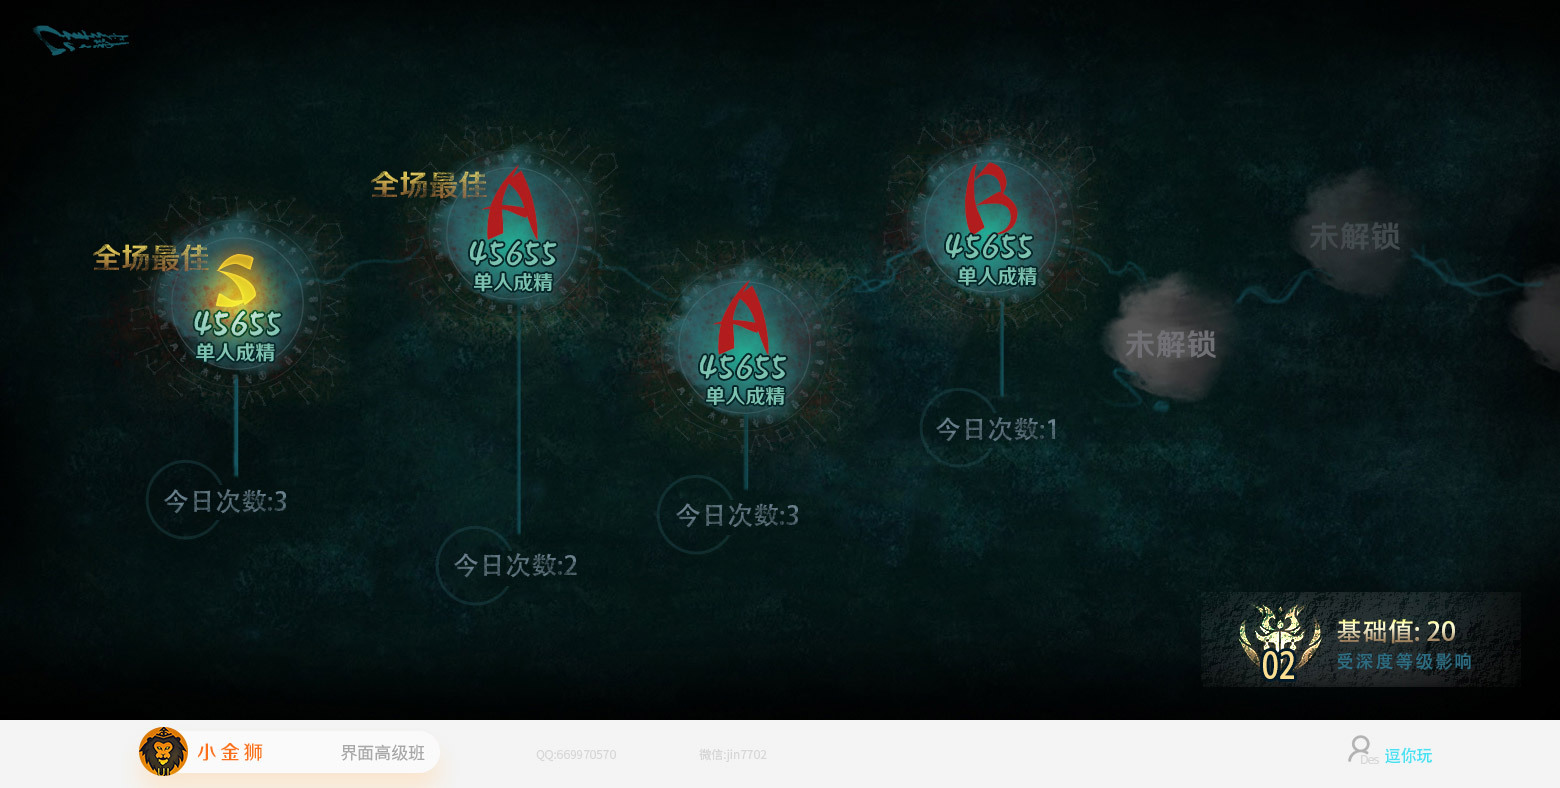 全场最佳
S
45655
单人成精
今日次数:3
全场最佳
A
45655
单人成精
今日次数:2
A
45655
单人成精
今日次数:3
B
45655
单人成精
今日次数:1
未解锁
未解锁
02
基础值: 20
受深度等级影响
小金狮
界面高级班
QQ:669970570
微信:jin7702
Des
逗你玩